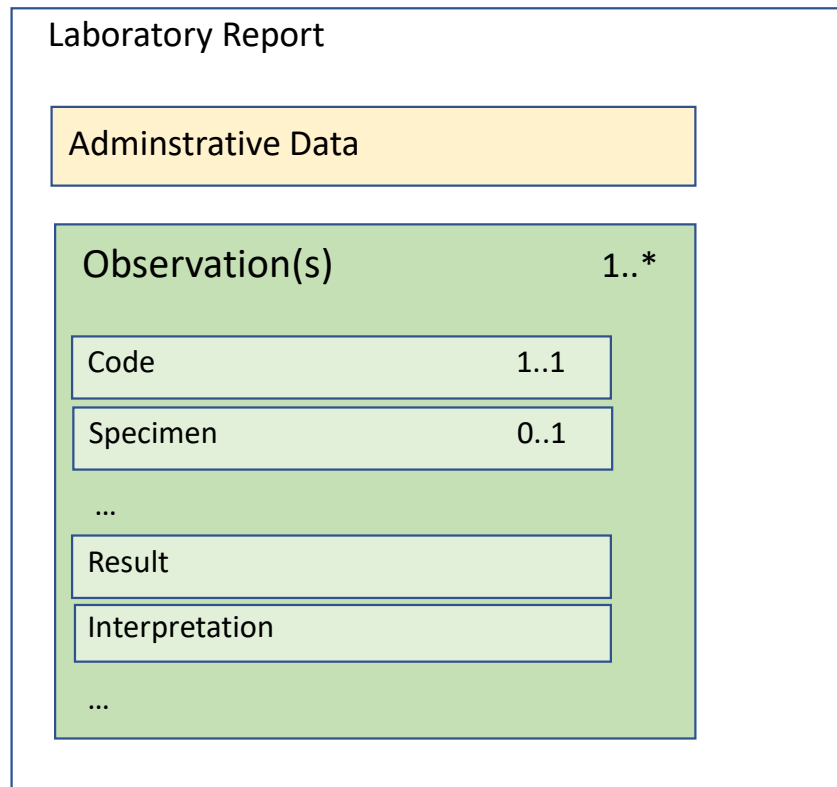 Laboratory Report
Adminstrative Data
Observation(s) 1..*
Code 1..1
Specimen 0..1
…
Result
Interpretation
…